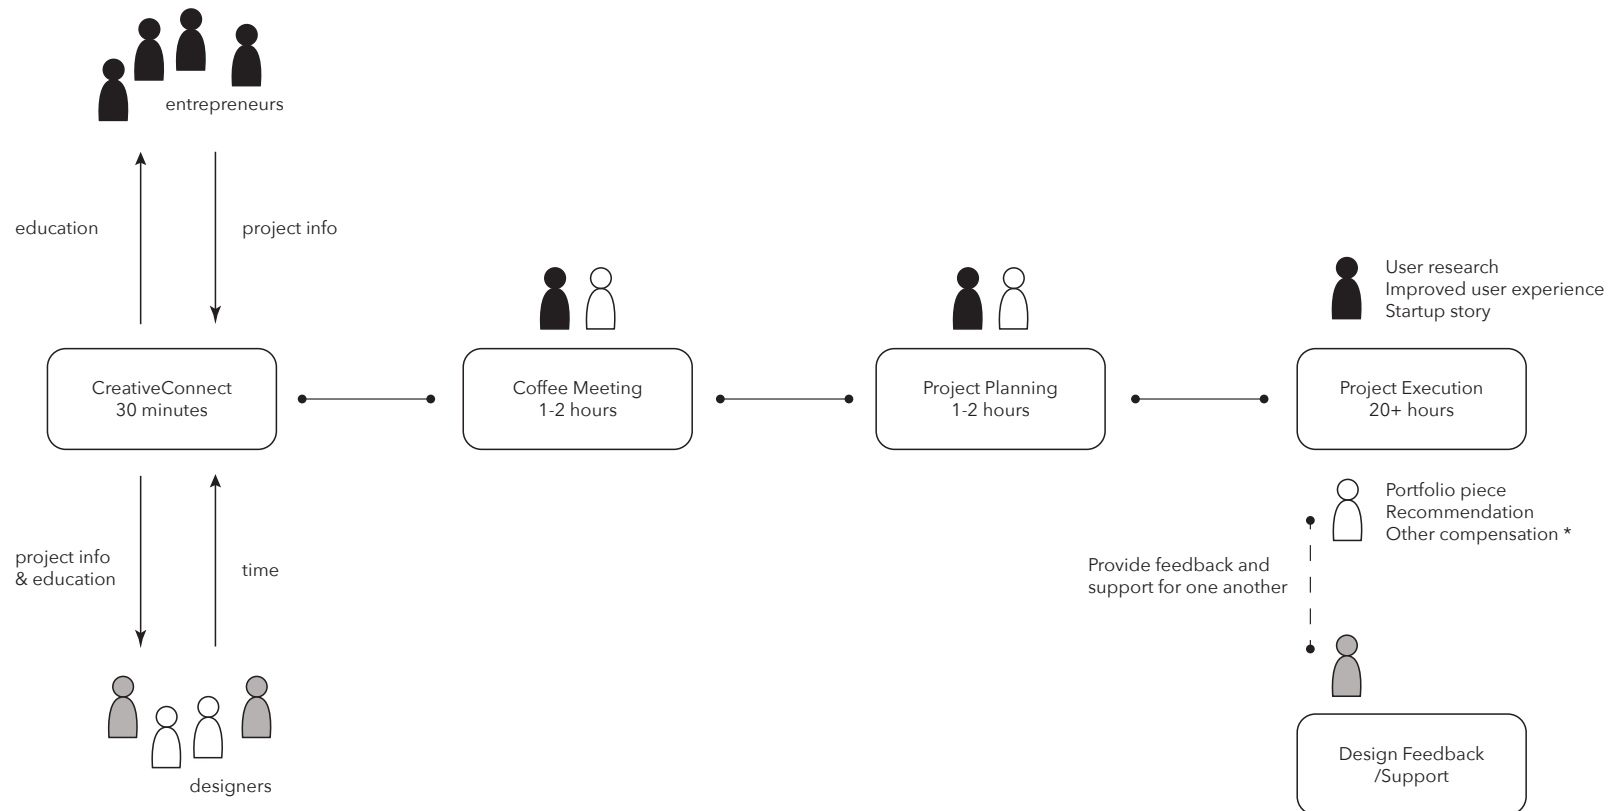 entrepreneurs
education
project info
User research
Improved user experience
Startup story
CreativeConnect
30 minutes
Coffee Meeting
1-2 hours
Project Planning
1-2 hours
Project Execution
20+ hours
Portfolio piece
Recommendation
Other compensation *
project info
& education
time
Provide feedback and
support for one another
designers
Design Feedback
/Support